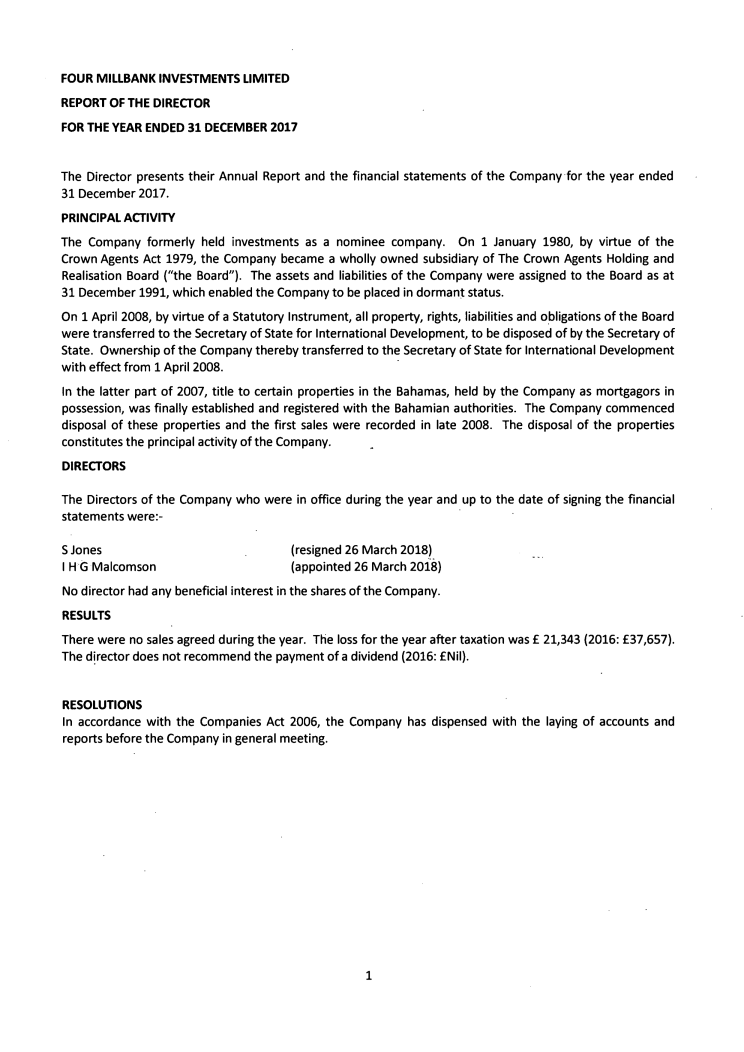 FOUR MILLBANK INVESTMENTS LIMITED
REPORT OF THE DIRECTOR
FOR THE YEAR ENDED 31 DECEMBER 2017
The Director presents their Annual Report and the financial statements of the Company for the year ended
31 December 2017.
PRINCIPAL ACTIVITY
The Company formerly held investments as a nominee company. On 1 January 1980, by virtue of the
Crown Agents Act 1979, the Company became a wholly owned subsidiary of The Crown Agents Holding and
Realisation Board ("the Board"). The assets and liabilities of the Company were assigned to the Board as at
31 December 1991, which enabled the Company to be placed in dormant status.
On 1 April 2008, by virtue of a Statutory Instrument, all property, rights, liabilities and obligations of the Board
were transferred to the Secretary of State for International Development, to be disposed of by the Secretary of
State. Ownership of the Company thereby transferred to the Secretary of State for International Development
with effect from 1 April 2008.
In the latter part of 2007, title to certain properties in the Bahamas, held by the Company as mortgagors in
possession, was finally established and registered with the Bahamian authorities. The Company commenced
disposal of these properties and the first sales were recorded in late 2008. The disposal of the properties
constitutes the principal activity of the Company.
DIRECTORS
The Directors of the Company who were in office during the year and up to the date of signing the financial
statements were:-
S Jones (resigned 26 March 2018)
I H G Malcomson (appointed 26 March 2018)
No director had any beneficial interest in the shares of the Company.
RESULTS
There were no sales agreed during the year. The loss for the year after taxation was £ 21,343 (2016: £37,657).
The director does not recommend the payment of a dividend (2016: £Nil).
RESOLUTIONS
In accordance with the Companies Act 2006, the Company has dispensed with the laying of accounts and
reports before the Company in general meeting.
1